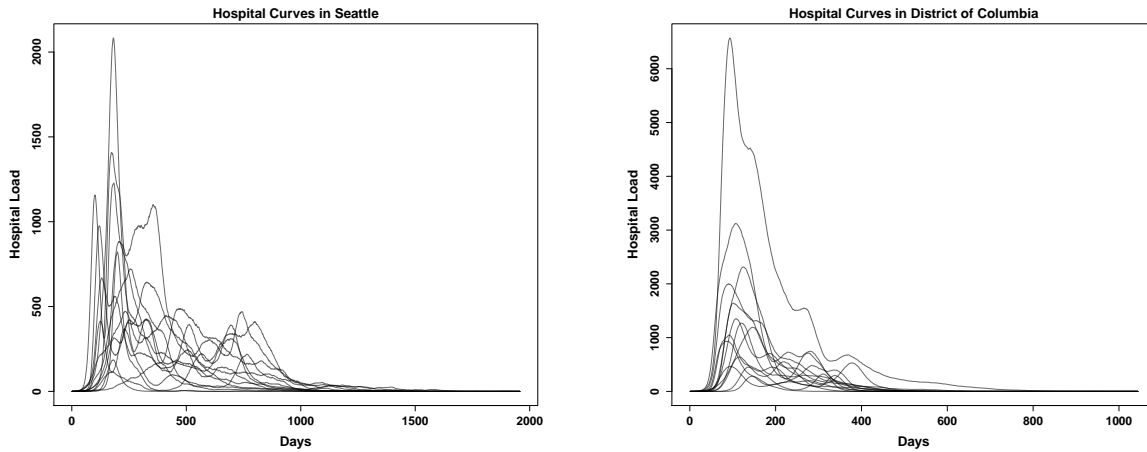 Hospital Curves in Seattle
Hospital Load
2000
1500
1000
500
0
0 500 1000 1500 2000
Days
Hospital Curves in District of Columbia
Hospital Load
6000
5000
4000
3000
2000
1000
0
0 200 400 600 800 1000
Days